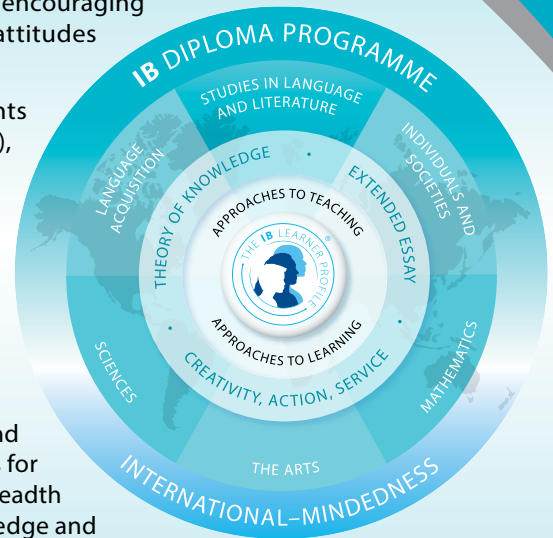 encouraging
attitudes
nts
),
nd
s for
eadth
edge and
IB DIPLOMA PROGRAMME
STUDIES IN LANGUAGE
AND LITERATURE
LANGUAGE
ACQUISITION
INDIVIDUALS AND
SOCIETIES
THEORY OF KNOWLEDGE
EXTENDED ESSAY
APPROACHES TO TEACHING
THE IB LEARNER PROFILE®
APPROACHES TO LEARNING
CREATIVITY, ACTION, SERVICE
SCIENCES
MATHEMATICS
THE ARTS
INTERNATIONAL–MINDEDNESS